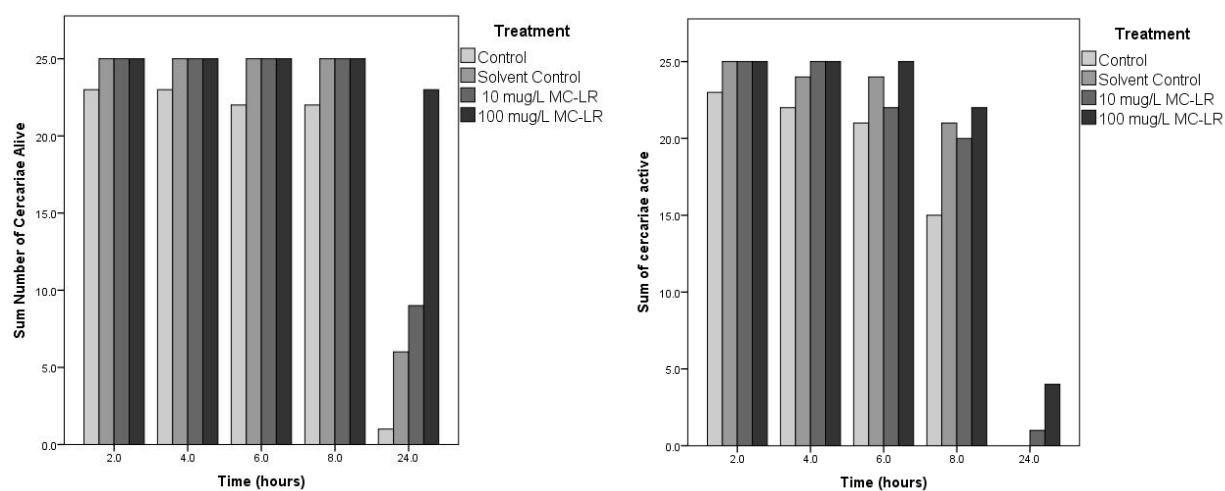 Treatment
Control
Solvent Control
10 mug/L MC-LR
100 mug/L MC-LR
Sum Number of Cercariae Alive
25.0
20.0
15.0
10.0
5.0
0.0
2.0 4.0 6.0 8.0 24.0
Time (hours)
Treatment
Control
Solvent Control
10 mug/L MC-LR
100 mug/L MC-LR
Sum of cercariae active
25.0
20.0
15.0
10.0
5.0
0.0
2.0 4.0 6.0 8.0 24.0
Time (hours)